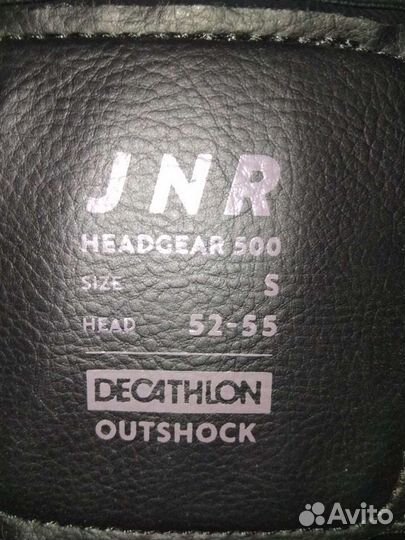 JNR
HEADGEAR 500
SIZE S
HEAD 52-55
DECATHLON
OUTSHOCK
Avito